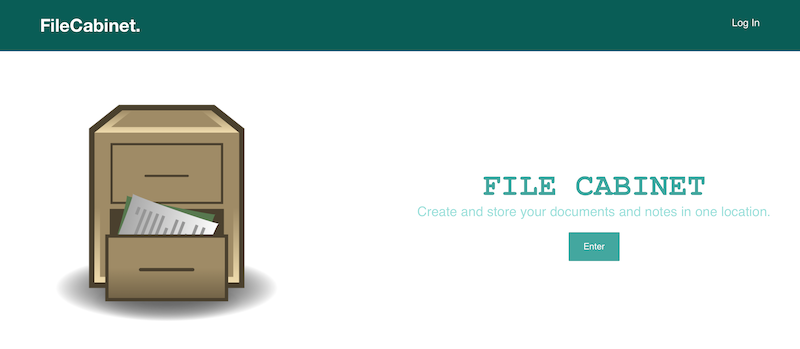 FileCabinet.
Log In
FILE CABINET
Create and store your documents and notes in one location.
Enter